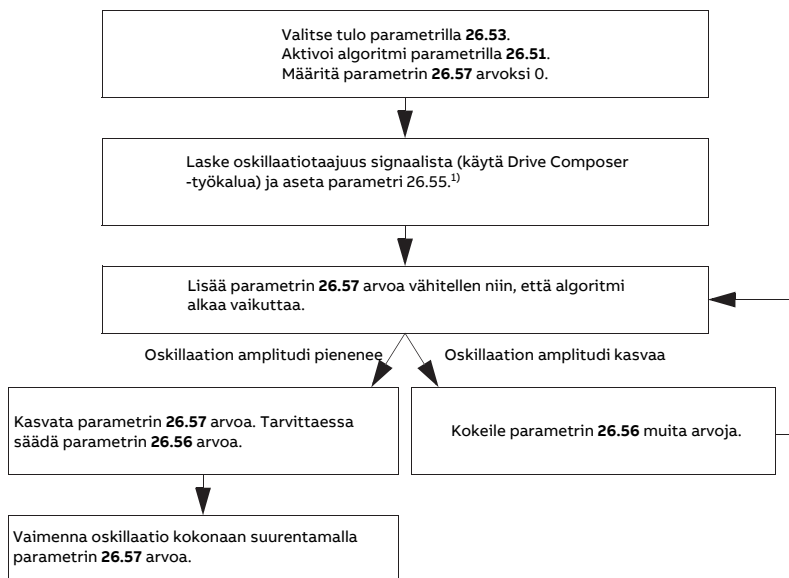 Valitse tulo parametrilla 26.53.
Aktivoi algoritmi parametrilla 26.51.
Määritä parametrin 26.57 arvoksi 0.
Laske oskillaatiotaajuus signaalista (käytä Drive Composer
-työkalua) ja aseta parametri 26.55.1)
Lisää parametrin 26.57 arvoa vähitellen niin, että algoritmi
alkaa vaikuttaa.
Oskillaation amplitudi pienenee
Oskillaation amplitudi kasvaa
Kasvata parametrin 26.57 arvoa. Tarvittaessa
säädä parametrin 26.56 arvoa.
Kokeile parametrin 26.56 muita arvoja.
Vaimenna oskillaatio kokonaan suurentamalla
parametrin 26.57 arvoa.